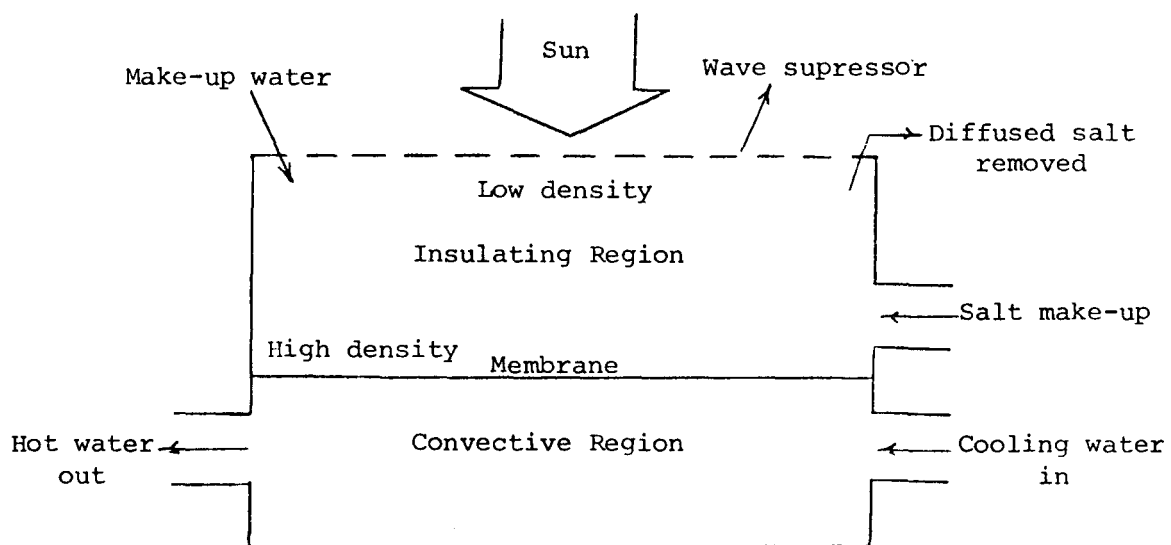 Sun
Make-up water
Wave supressor
Diffused salt
removed
Low density
Insulating Region
Salt make-up
High density
Membrane
Hot water
out
Convective Region
Cooling water
in